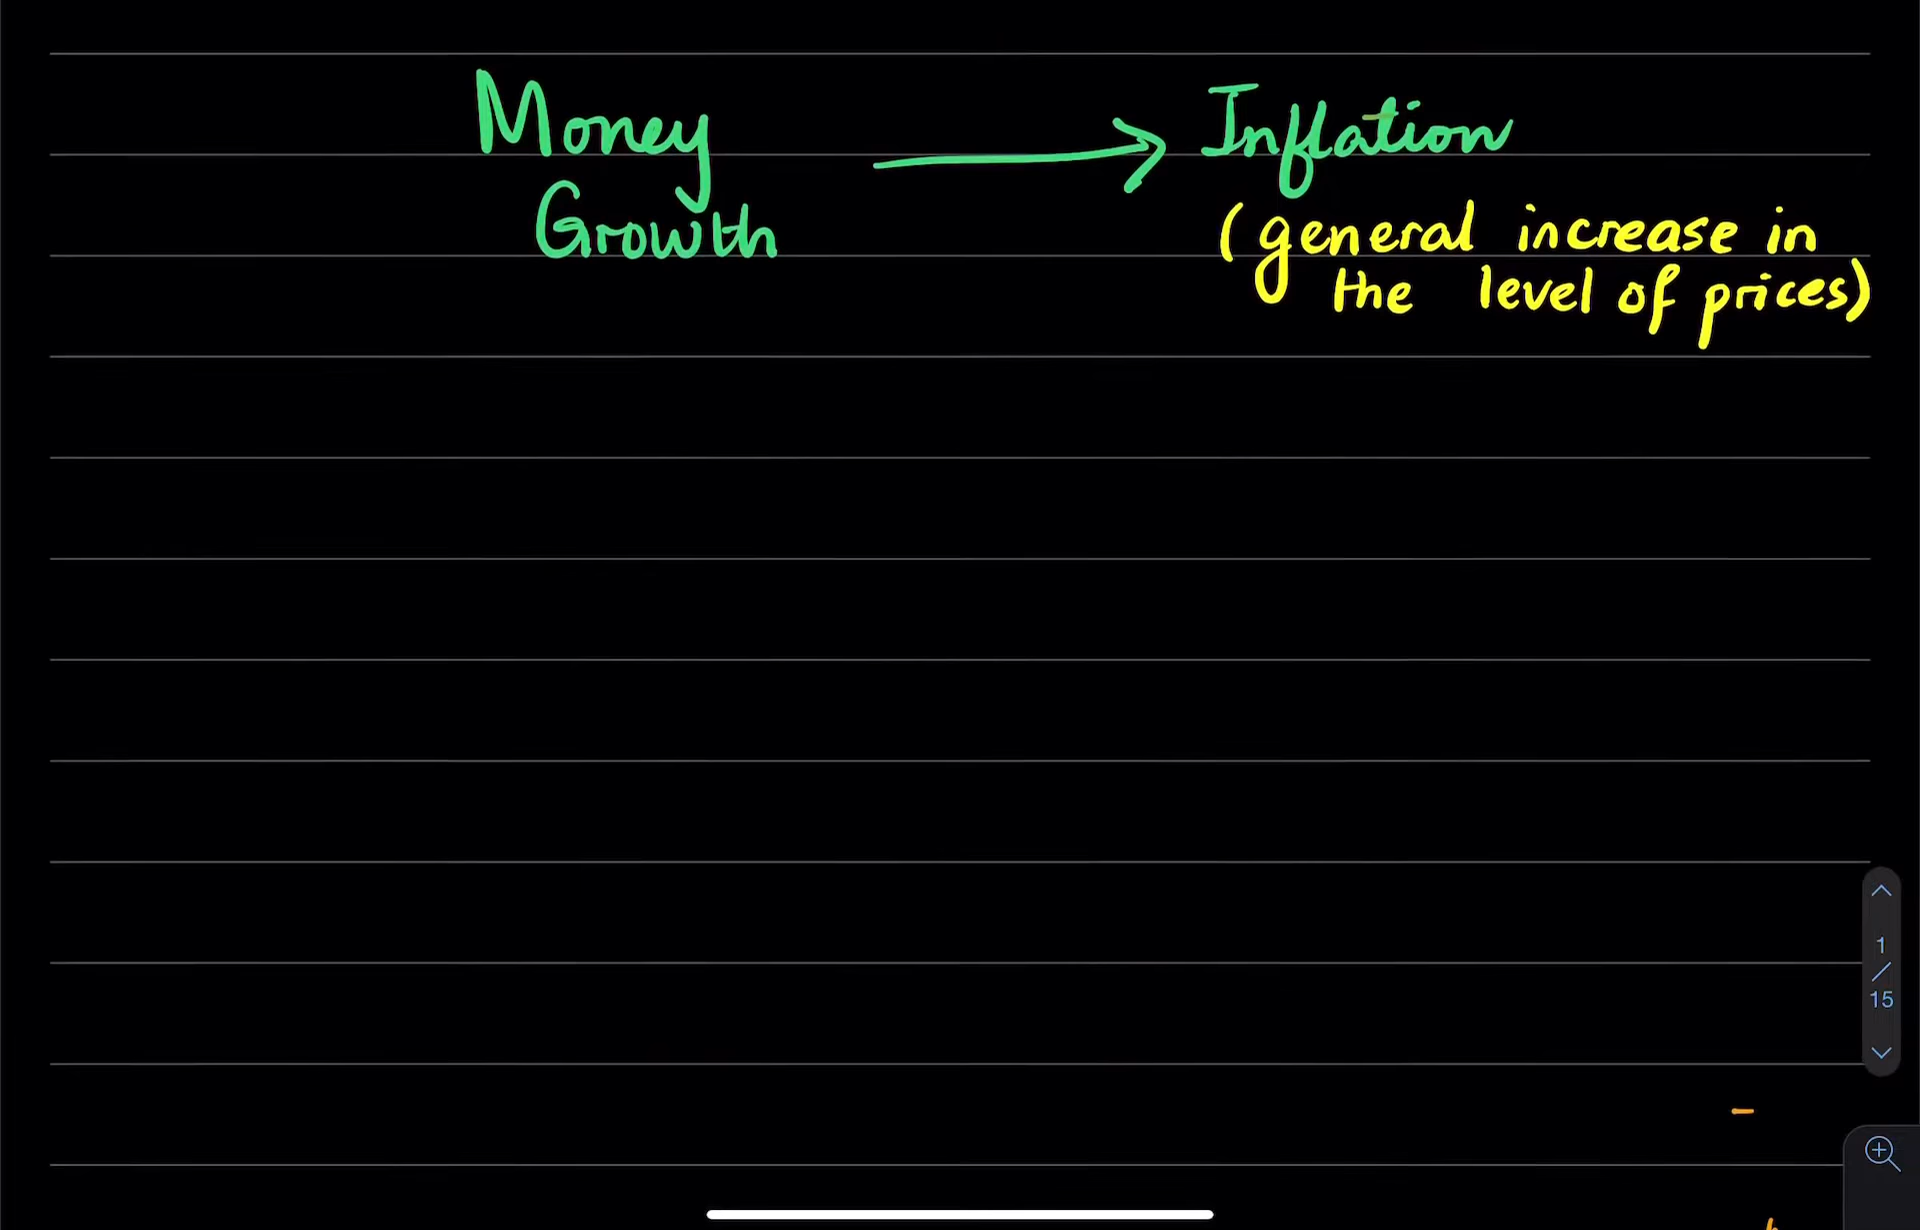 Money → Inflation
Growth (general increase in
the level of prices)
1
/
15